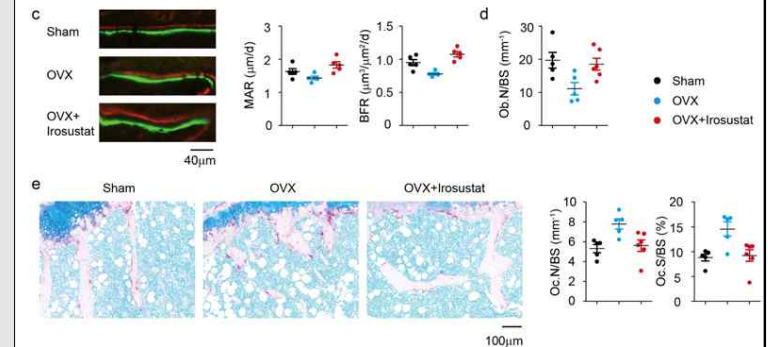 c
Sham
OVX
OVX+
Irosustat
40μm
MAR (μm/d)
3
2
1
0
BFR (μm³/μm²/d)
1.5
1.0
0.5
0
d
Ob.N/BS (mm⁻¹)
30
20
10
0
Sham
OVX
OVX+Irosustat
e
Sham
OVX
OVX+Irosustat
100μm
Oc.N/BS (mm⁻¹)
10
8
6
4
2
0
Oc.S/BS (%)
20
15
10
5
0